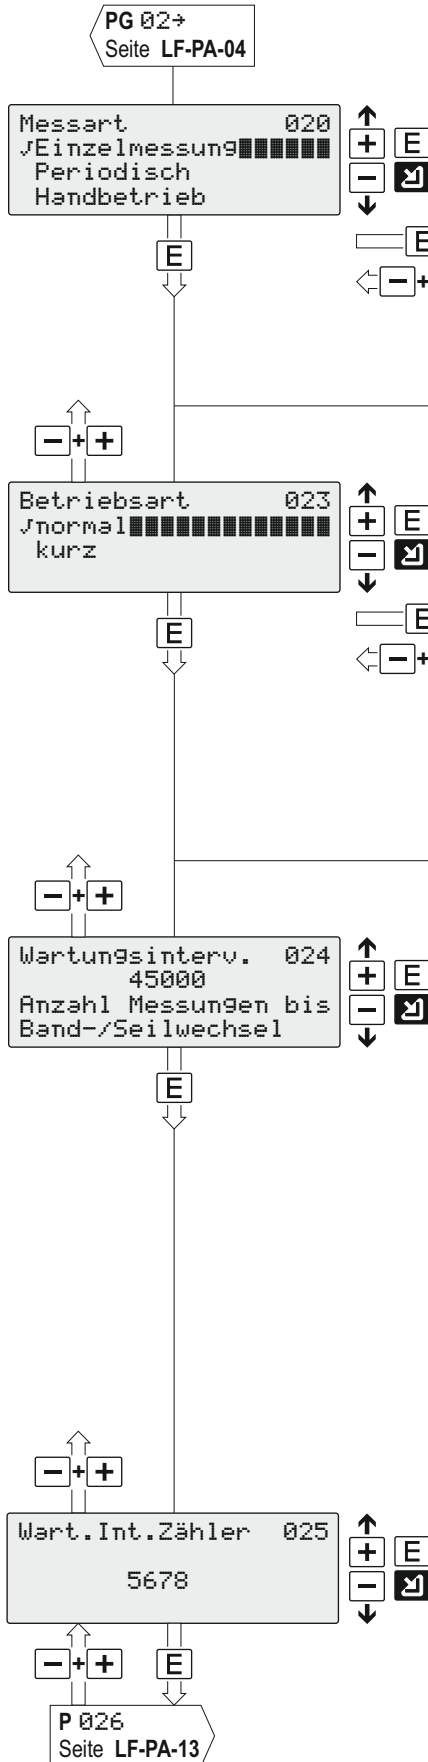 PG 02→
Seite LF-PA-04
Messart 020
Einzelmessung
Periodisch
Handbetrieb
+ E
−
E
E
− +
− + +
Betriebsart 023
normal
kurz
+ E
−
E
E
− +
− + +
Wartungsinterv. 024
45000
Anzahl Messungen bis
Band-/Seilwechsel
+ E
−
E
− + +
Wart.Int.Zähler 025
5678
+ E
−
− + + E
P 026
Seite LF-PA-13